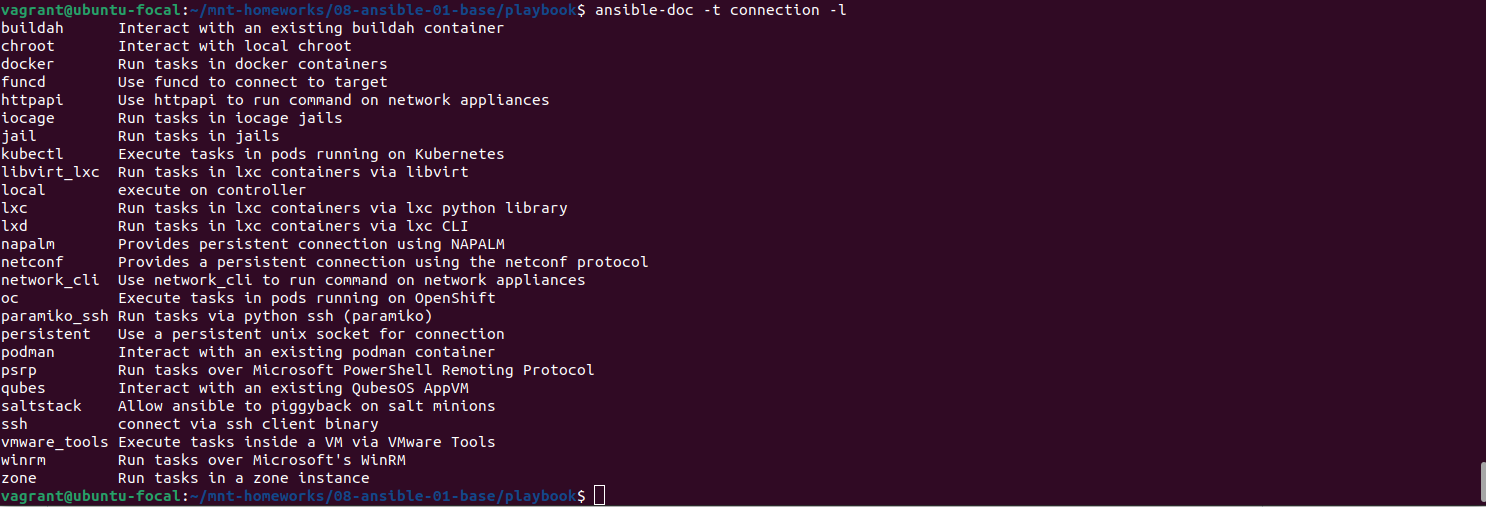 vagrant@ubuntu-focal:~/mnt-homeworks/08-ansible-01-base/playbook$ ansible-doc -t connection -l
buildah      Interact with an existing buildah container
chroot       Interact with local chroot
docker       Run tasks in docker containers
funcd        Use funcd to connect to target
httpapi      Use httpapi to run command on network appliances
iocage       Run tasks in iocage jails
jail         Run tasks in jails
kubectl      Execute tasks in pods running on Kubernetes
libvirt_lxc  Run tasks in lxc containers via libvirt
local        execute on controller
lxc          Run tasks in lxc containers via lxc python library
lxd          Run tasks in lxc containers via lxc CLI
napalm       Provides persistent connection using NAPALM
netconf      Provides a persistent connection using the netconf protocol
network_cli  Use network_cli to run command on network appliances
oc           Execute tasks in pods running on OpenShift
paramiko_ssh Run tasks via python ssh (paramiko)
persistent   Use a persistent unix socket for connection
podman       Interact with an existing podman container
psrp         Run tasks over Microsoft PowerShell Remoting Protocol
qubes        Interact with an existing QubesOS AppVM
saltstack    Allow ansible to piggyback on salt minions
ssh          connect via ssh client binary
vmware_tools Execute tasks inside a VM via VMware Tools
winrm        Run tasks over Microsoft's WinRM
zone         Run tasks in a zone instance
vagrant@ubuntu-focal:~/mnt-homeworks/08-ansible-01-base/playbook$